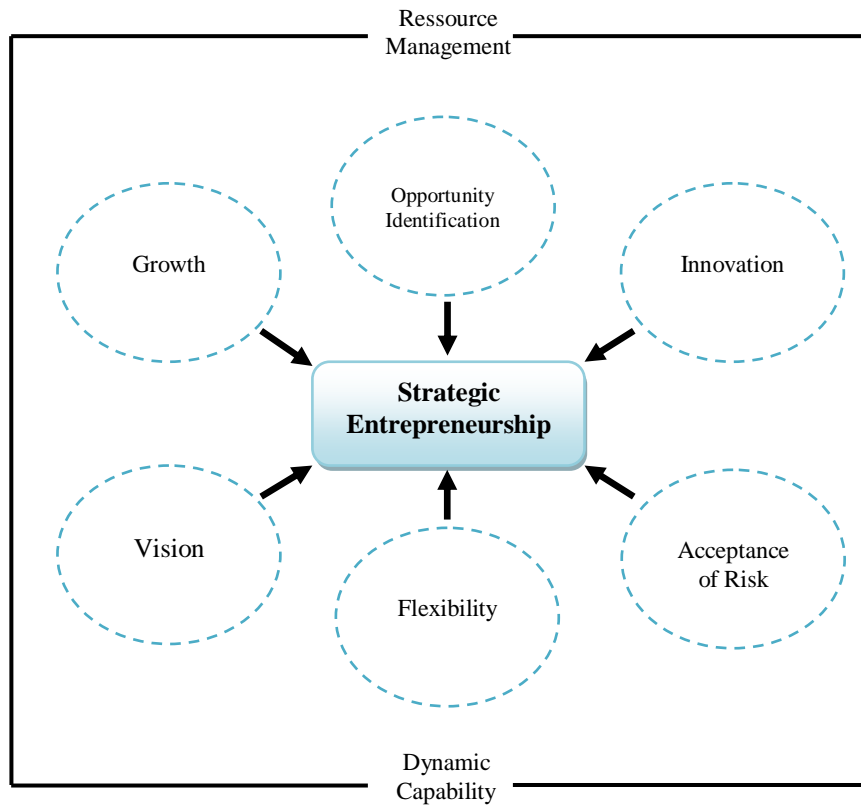 Ressource
Management
Opportunity
Identification
Growth
Innovation
Strategic
Entrepreneurship
Vision
Flexibility
Acceptance
of Risk
Dynamic
Capability